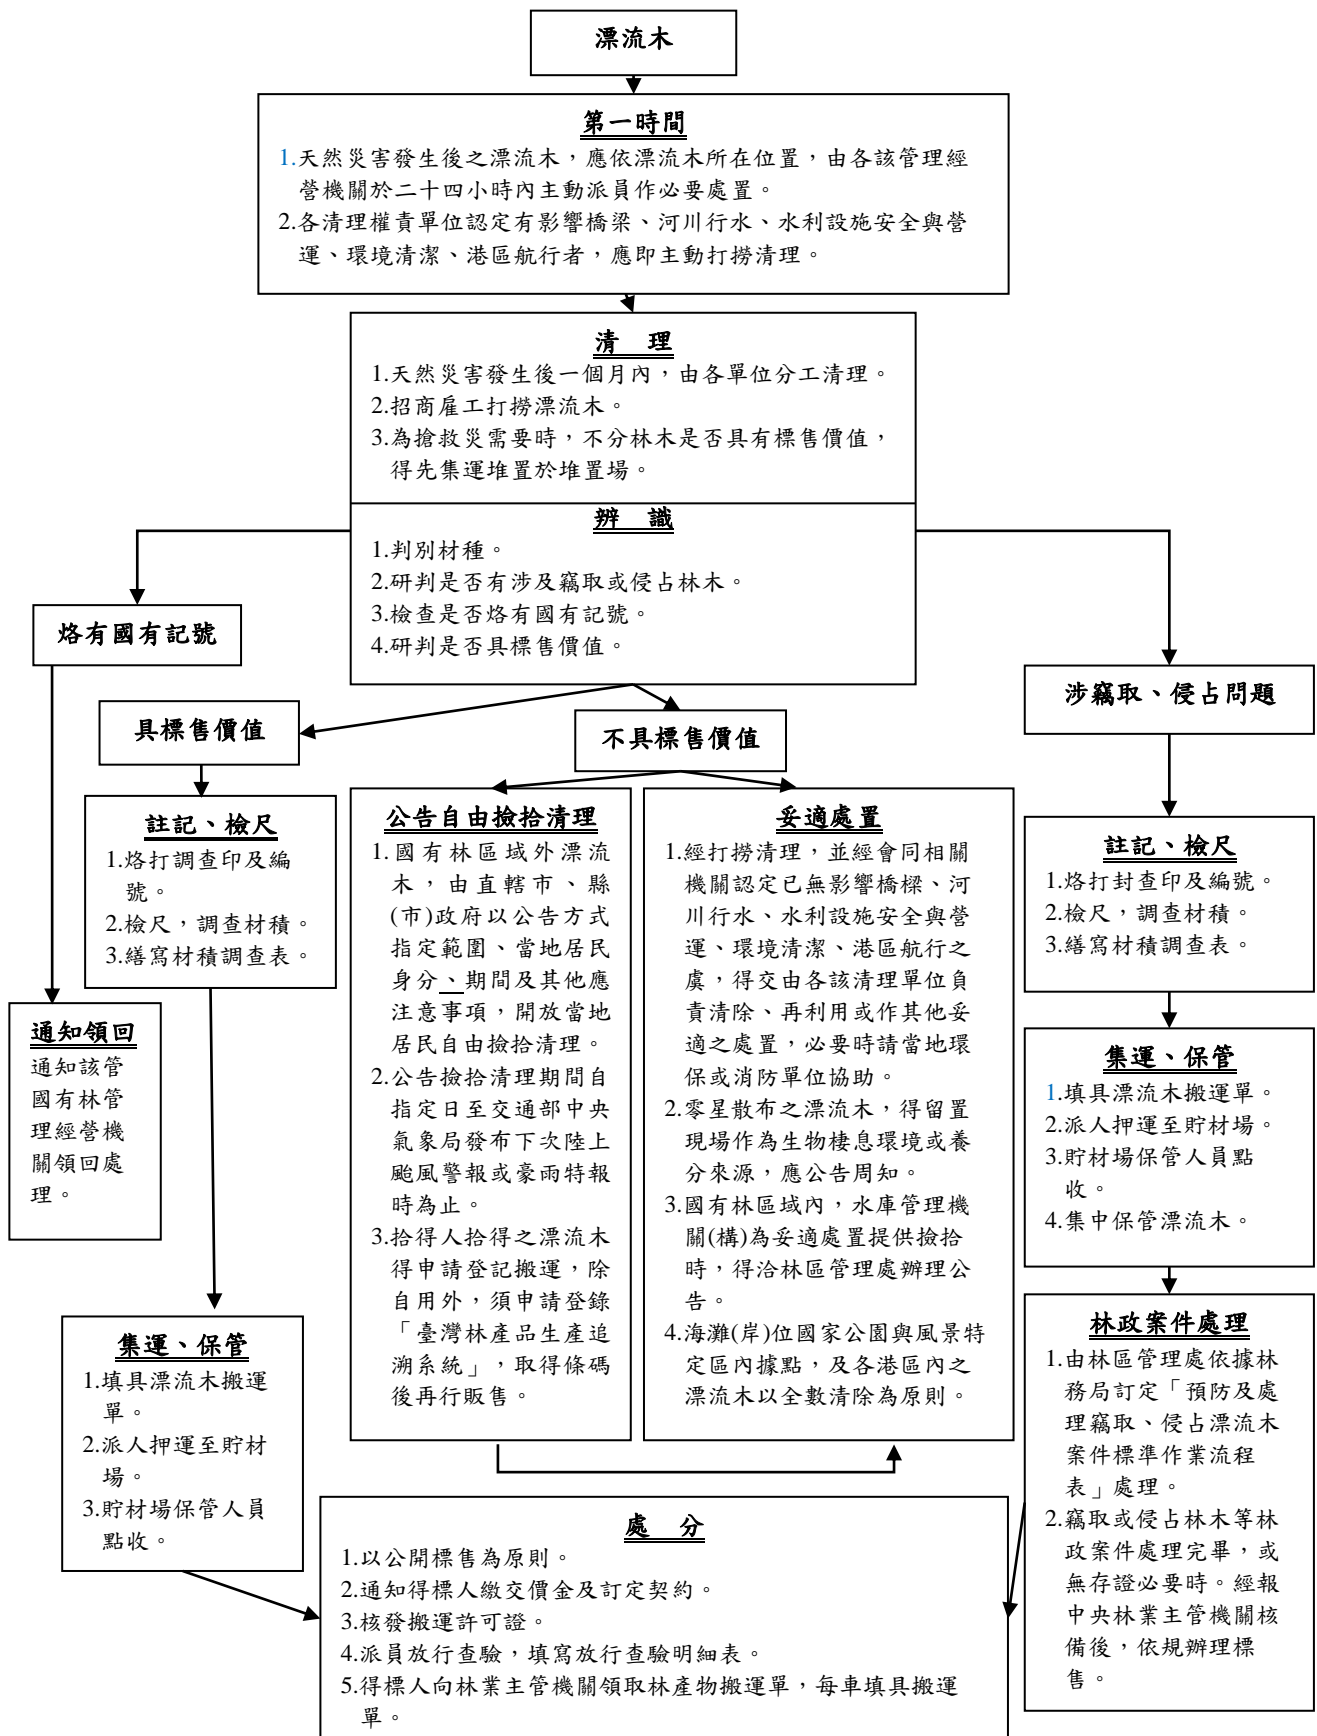 漂流木
第一時間
1.天然災害發生後之漂流木，應依漂流木所在位置，由各該管理經
營機關於二十四小時內主動派員作必要處置。
2.各清理權責單位認定有影響橋梁、河川行水、水利設施安全與營
運、環境清潔、港區航行者，應即主動打撈清理。
清　理
1.天然災害發生後一個月內，由各單位分工清理。
2.招商雇工打撈漂流木。
3.為搶救災需要時，不分林木是否具有標售價值，
得先集運堆置於堆置場。
辨　識
1.判別材種。
2.研判是否有涉及竊取或侵占林木。
3.檢查是否烙有國有記號。
4.研判是否具標售價值。
烙有國有記號
涉竊取、侵占問題
具標售價值
不具標售價值
註記、檢尺
1.烙打調查印及編
號。
2.檢尺，調查材積。
3.繕寫材積調查表。
公告自由撿拾清理
1.國有林區域外漂流
木，由直轄市、縣
(市)政府以公告方式
指定範圍、當地居民
身分、期間及其他應
注意事項，開放當地
居民自由撿拾清理。
2.公告撿拾清理期間自
指定日至交通部中央
氣象局發布下次陸上
颱風警報或豪雨特報
時為止。
3.拾得人拾得之漂流木
得申請登記搬運，除
自用外，須申請登錄
「臺灣林產品生產追
溯系統」，取得條碼
後再行販售。
妥適處置
1.經打撈清理，並經會同相關
機關認定已無影響橋樑、河
川行水、水利設施安全與營
運、環境清潔、港區航行之
虞，得交由各該清理單位負
責清除、再利用或作其他妥
適之處置，必要時請當地環
保或消防單位協助。
2.零星散布之漂流木，得留置
現場作為生物棲息環境或養
分來源，應公告周知。
3.國有林區域內，水庫管理機
關(構)為妥適處置提供撿拾
時，得洽林區管理處辦理公
告。
4.海灘(岸)位國家公園與風景特
定區內據點，及各港區內之
漂流木以全數清除為原則。
註記、檢尺
1.烙打封查印及編號。
2.檢尺，調查材積。
3.繕寫材積調查表。
通知領回
通知該管
國有林管
理經營機
關領回處
理。
集運、保管
1.填具漂流木搬運單。
2.派人押運至貯材場。
3.貯材場保管人員點
收。
4.集中保管漂流木。
集運、保管
1.填具漂流木搬運
單。
2.派人押運至貯材
場。
3.貯材場保管人員
點收。
林政案件處理
1.由林區管理處依據林
務局訂定「預防及處
理竊取、侵占漂流木
案件標準作業流程
表」處理。
2.竊取或侵占林木等林
政案件處理完畢，或
無存證必要時。經報
中央林業主管機關核
備後，依規辦理標
售。
處　分
1.以公開標售為原則。
2.通知得標人繳交價金及訂定契約。
3.核發搬運許可證。
4.派員放行查驗，填寫放行查驗明細表。
5.得標人向林業主管機關領取林產物搬運單，每車填具搬運
單。